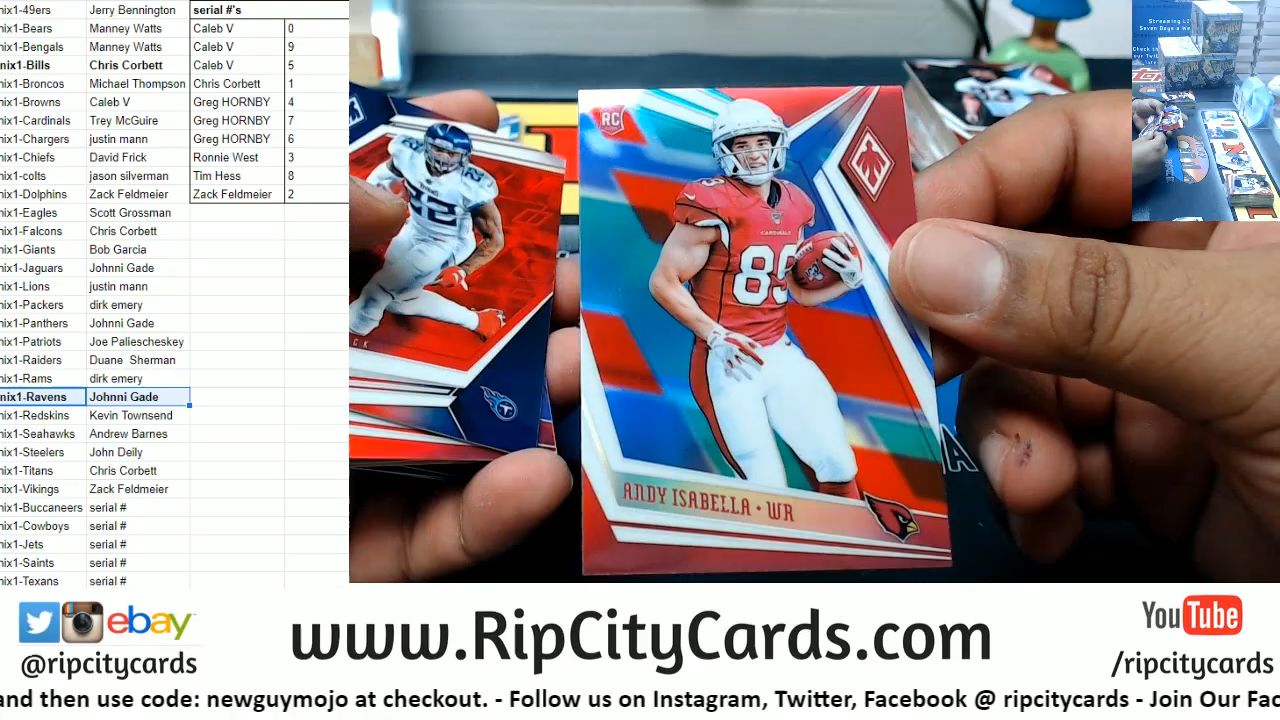 nix1-49ers Jerry Bennington serial #'s
nix1-Bears Manney Watts Caleb V 0
nix1-Bengals Manney Watts Caleb V 9
nix1-Bills Chris Corbett Caleb V 5
nix1-Broncos Michael Thompson Chris Corbett 1
nix1-Browns Caleb V Greg HORNBY 4
nix1-Cardinals Trey McGuire Greg HORNBY 7
nix1-Chargers justin mann Greg HORNBY 6
nix1-Chiefs David Frick Ronnie West 3
nix1-colts jason silverman Tim Hess 8
nix1-Dolphins Zack Feldmeier Zack Feldmeier 2
nix1-Eagles Scott Grossman
nix1-Falcons Chris Corbett
nix1-Giants Bob Garcia
nix1-Jaguars Johnni Gade
nix1-Lions justin mann
nix1-Packers dirk emery
nix1-Panthers Johnni Gade
nix1-Patriots Joe Paliescheskey
nix1-Raiders Duane Sherman
nix1-Rams dirk emery
nix1-Ravens Johnni Gade
nix1-Redskins Kevin Townsend
nix1-Seahawks Andrew Barnes
nix1-Steelers John Deily
nix1-Titans Chris Corbett
nix1-Vikings Zack Feldmeier
nix1-Buccaneers serial #
nix1-Cowboys serial #
nix1-Jets serial #
nix1-Saints serial #
nix1-Texans serial #
RC
CARDINALS
89
ANDY ISABELLA • WR
22
Streaming LI
Seven Days a We
Check
ebay
@ripcitycards
www.RipCityCards.com
YouTube
/ripcitycards
and then use code: newguymojo at checkout. - Follow us on Instagram, Twitter, Facebook @ ripcitycards - Join Our Fac